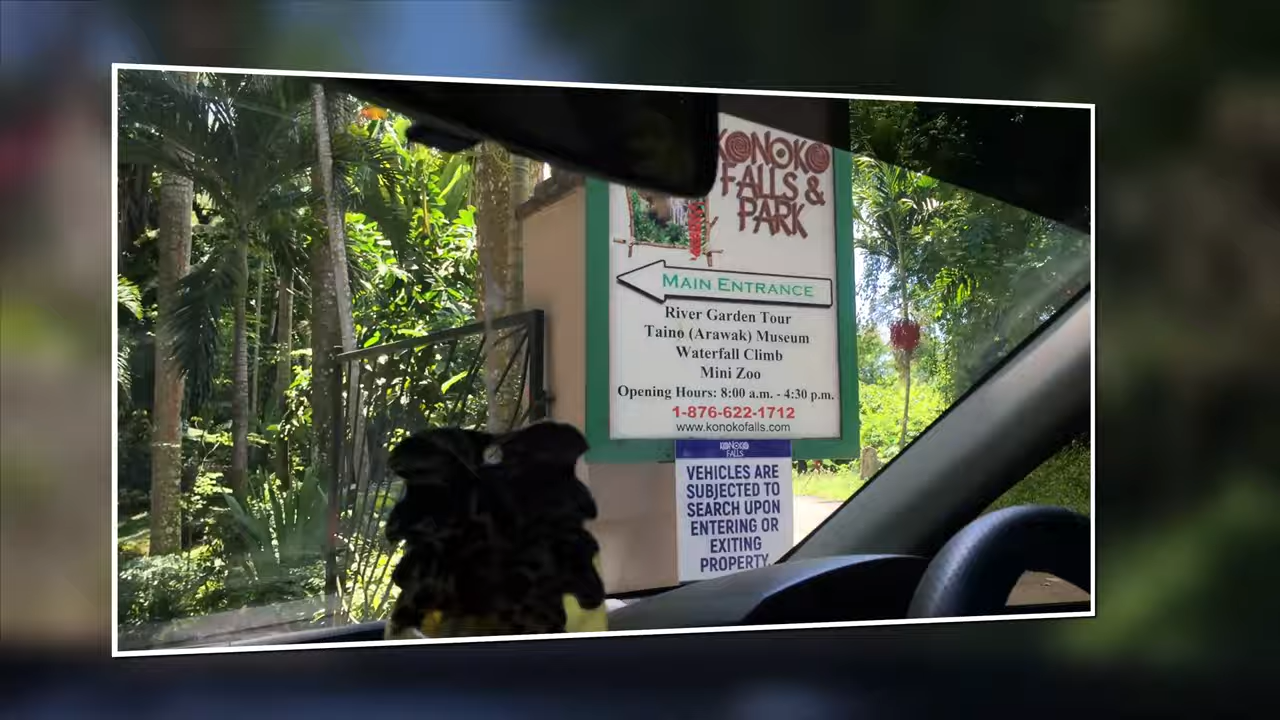 KONOKO
FALLS &
PARK
MAIN ENTRANCE
River Garden Tour
Taino (Arawak) Museum
Waterfall Climb
Mini Zoo
Opening Hours: 8:00 a.m. - 4:30 p.m.
1-876-622-1712
www.konokofalls.com
KONOKO
FALLS
VEHICLES ARE
SUBJECTED TO
SEARCH UPON
ENTERING OR
EXITING
PROPERTY